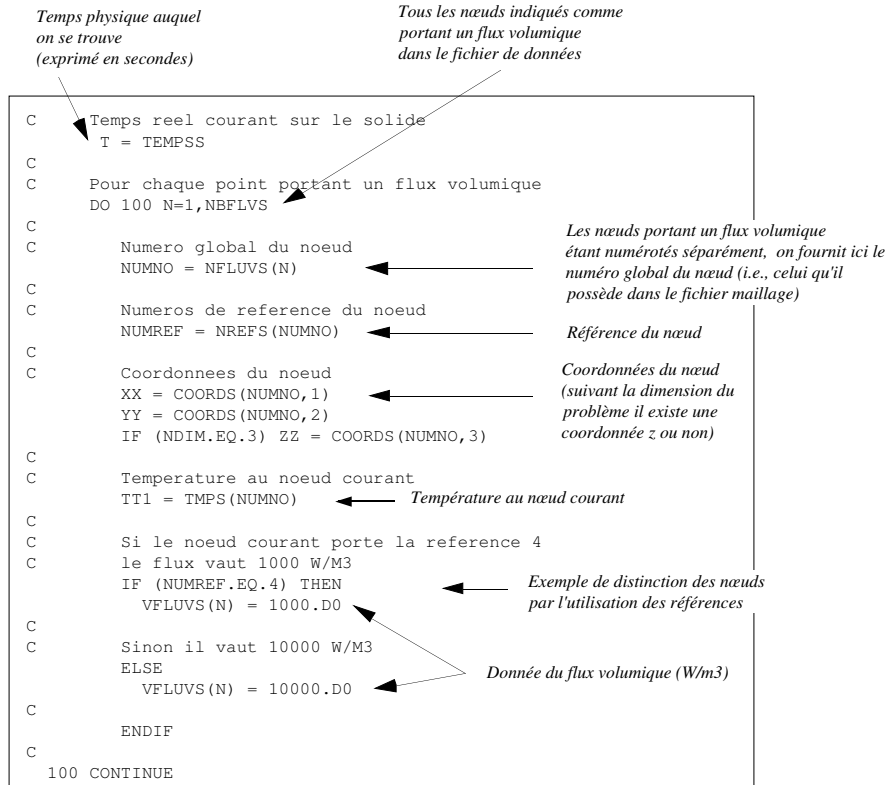 Temps physique auquel
on se trouve
(exprimé en secondes)
Tous les nœuds indiqués comme
portant un flux volumique
dans le fichier de données
C Temps reel courant sur le solide
T = TEMPSS
C
C Pour chaque point portant un flux volumique
DO 100 N=1,NBFLVS
C
C Numero global du noeud
NUMNO = NFLUVS(N)
Les nœuds portant un flux volumique
étant numérotés séparément, on fournit ici le
numéro global du nœud (i.e., celui qu'il
possède dans le fichier maillage)
C
C Numeros de reference du noeud
NUMREF = NREFS(NUMNO)
Référence du nœud
C
C Coordonnees du noeud
XX = COORDS(NUMNO,1)
YY = COORDS(NUMNO,2)
IF (NDIM.EQ.3) ZZ = COORDS(NUMNO,3)
Coordonnées du nœud
(suivant la dimension du
problème il existe une
coordonnée z ou non)
C
C Temperature au noeud courant
TT1 = TMPS(NUMNO)
Température au nœud courant
C
C Si le noeud courant porte la reference 4
C le flux vaut 1000 W/M3
IF (NUMREF.EQ.4) THEN
VFLUVS(N) = 1000.D0
Exemple de distinction des nœuds
par l'utilisation des références
C
C Sinon il vaut 10000 W/M3
ELSE
VFLUVS(N) = 10000.D0
Donnée du flux volumique (W/m3)
C
ENDIF
C
100 CONTINUE